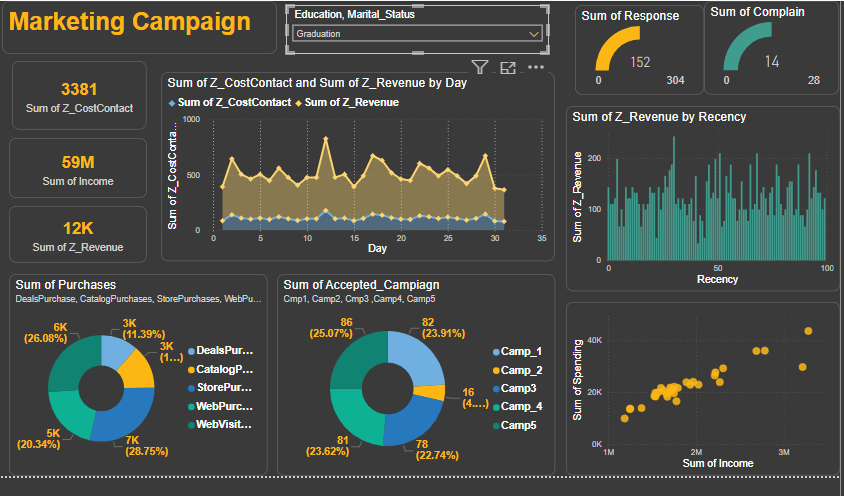 Marketing Campaign
Education, Marital_Status
Graduation
Sum of Response
152
0
304
Sum of Complain
14
0
28
3381
Sum of Z_CostContact
59M
Sum of Income
12K
Sum of Z_Revenue
Sum of Z_CostContact and Sum of Z_Revenue by Day
Sum of Z_CostContact Sum of Z_Revenue
Sum of Z_CostConta...
1000
500
0
0 5 10 15 20 25 30 35
Day
Sum of Z_Revenue by Recency
Sum of Z_Revenue
200
100
0
0 50 100
Recency
Sum of Purchases
DealsPurchase, CatalogPurchases, StorePurchases, WebPu...
3K
(11.39%)
3K
(1...)
7K
(28.75%)
5K
(20.34%)
6K
(26.08%)
DealsPur...
CatalogP...
StorePur...
WebPurc...
WebVisit...
Sum of Accepted_Campiagn
Cmp1, Camp2, Cmp3 ,Camp4, Camp5
82
(23.91%)
16
(4....)
78
(22.74%)
81
(23.62%)
86
(25.07%)
Camp_1
Camp_2
Camp3
Camp_4
Camp5
Sum of Spending
40K
20K
0K
1M 2M 3M
Sum of Income